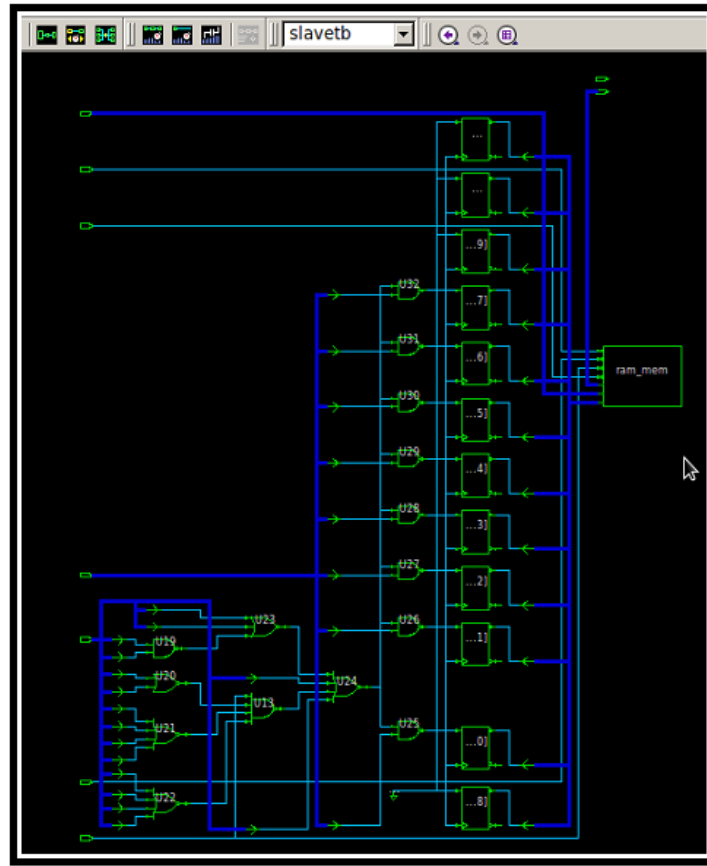 slavetb
...
...
...9]
U32
...7]
U31
...6]
ram_mem
U30
...5]
U29
...4]
U28
...3]
U27
...2]
U23
U26
U19
...1]
U20
U24
U13
U21
U25
...0]
U22
...8]